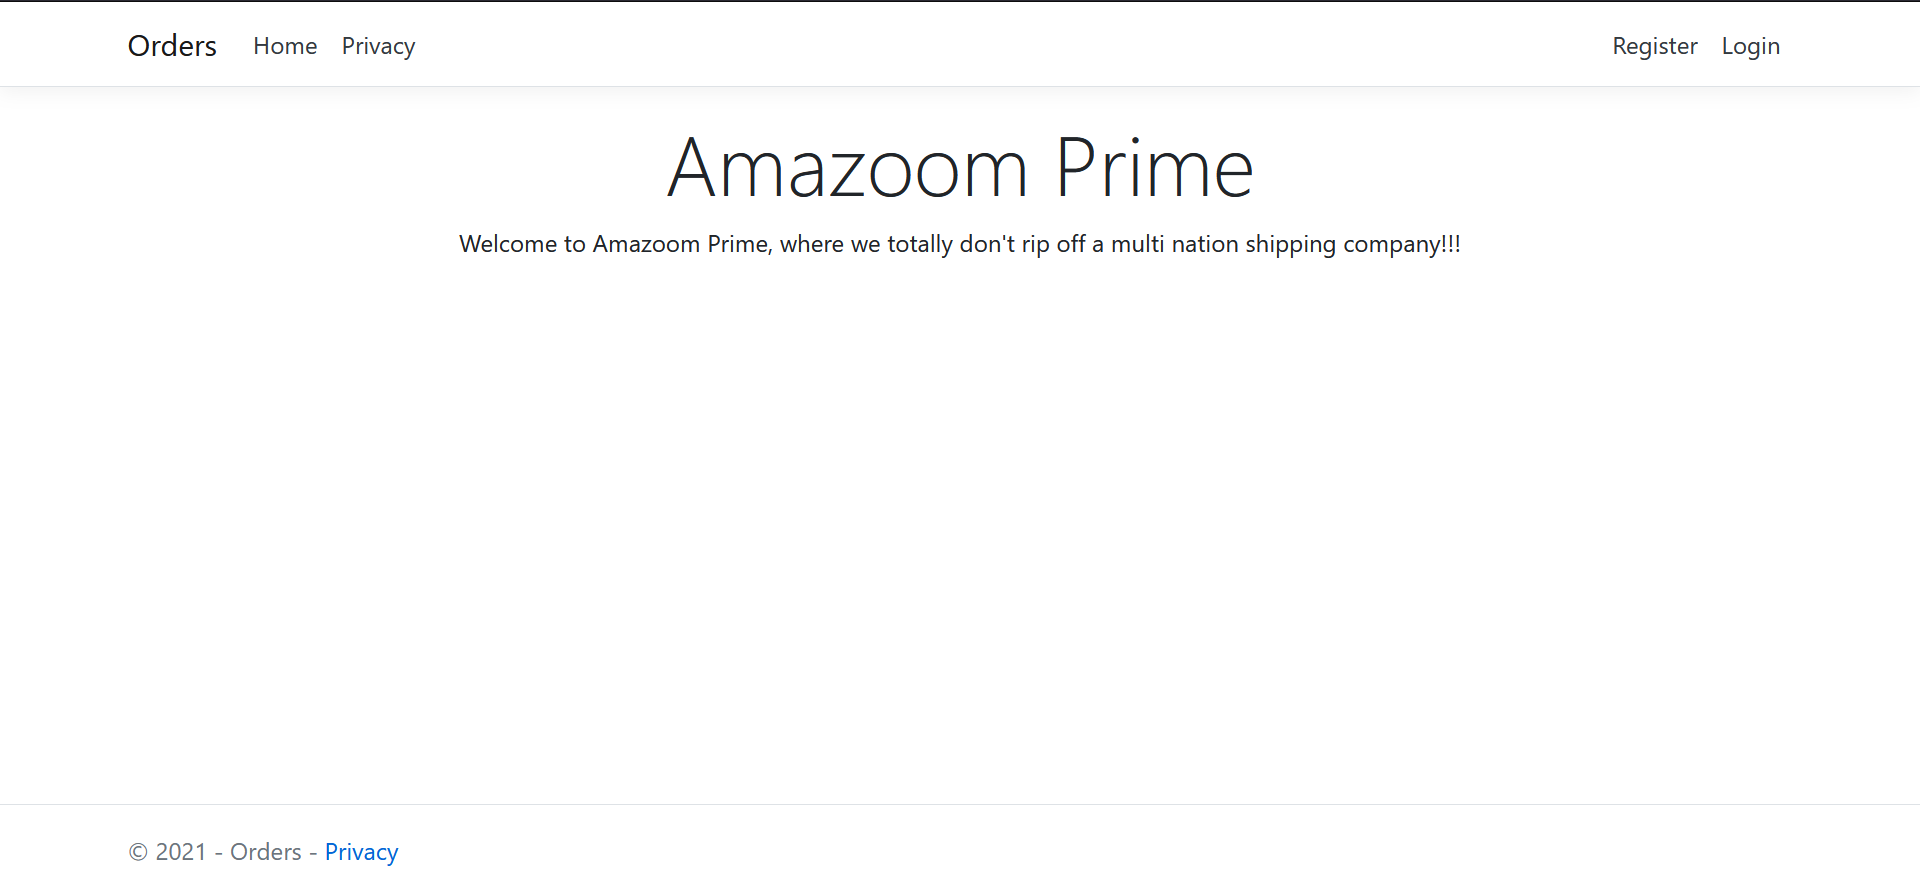 Orders Home Privacy Register Login
Amazoom Prime
Welcome to Amazoom Prime, where we totally don't rip off a multi nation shipping company!!!
© 2021 - Orders - Privacy